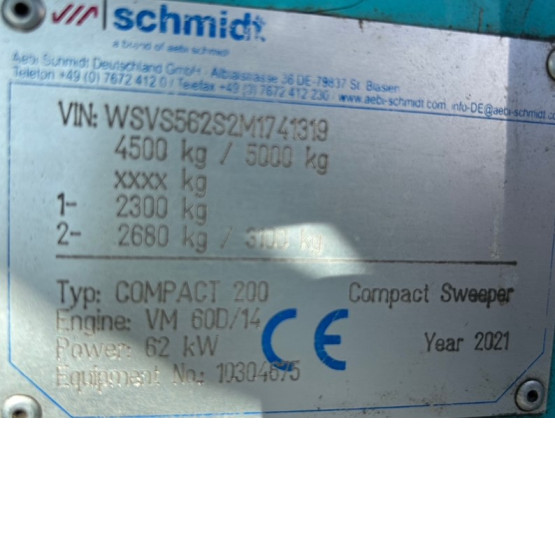 schmidt
a brand of aebi schmidt
Aebi Schmidt Deutschland GmbH · Albtalstrasse 36 DE-79837 St. Blasien
Telefon +49 (0) 7672 412 0 / Telefax +49 (0) 7672 412 230 · www.aebi-schmidt.com, info-DE@aebi-schmidt.co
VIN: WSVS562S2M1741319
4500 kg / 5000 kg
xxxx kg
1- 2300 kg
2- 2680 kg / kg
Typ: COMPACT 200 Compact Sweeper
Engine: VM 60D/14
Power: 62 kW CE Year 2021
Equipment No.: 10304675